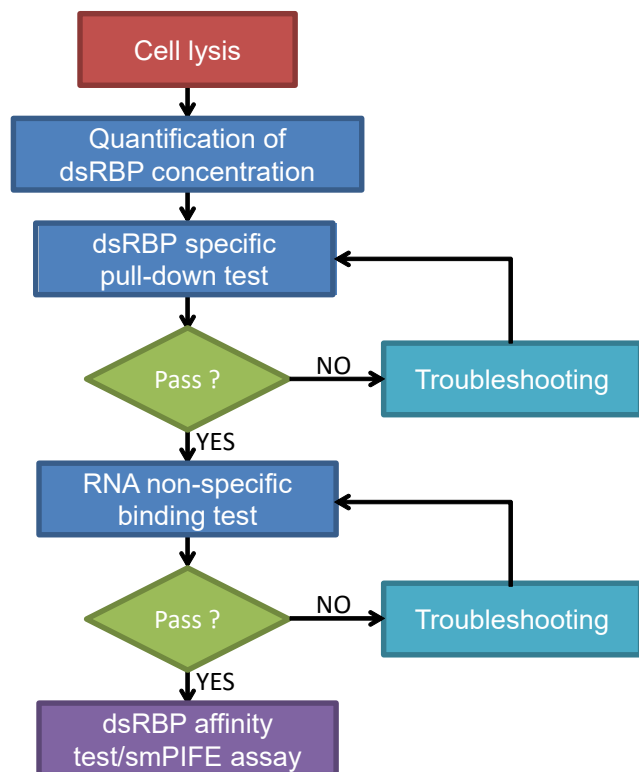 Cell lysis
Quantification of
dsRBP concentration
dsRBP specific
pull-down test
Pass ?
NO
Troubleshooting
YES
RNA non-specific
binding test
Pass ?
NO
Troubleshooting
YES
dsRBP affinity
test/smPIFE assay